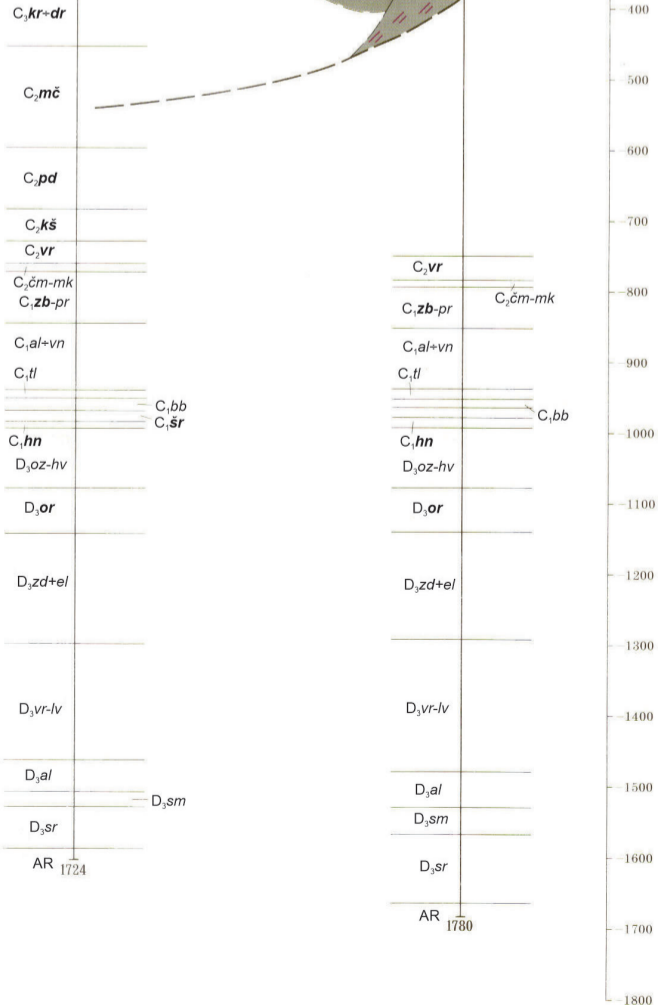 C₃kr÷dr
C₂mč
C₂pd
C₂kš
C₂vr
C₂čm-mk
C₁zb-pr
C₁al÷vn
C₁tl
C₁bb
C₁šr
C₁hn
D₃oz-hv
D₃or
D₃zd+el
D₃vr-lv
D₃al
D₃sm
D₃sr
AR
1724
C₂vr
C₂čm-mk
C₁zb-pr
C₁al÷vn
C₁tl
C₁bb
C₁hn
D₃oz-hv
D₃or
D₃zd+el
D₃vr-lv
D₃al
D₃sm
D₃sr
AR
1780
-400
-500
-600
-700
-800
-900
-1000
-1100
-1200
-1300
-1400
-1500
-1600
-1700
-1800